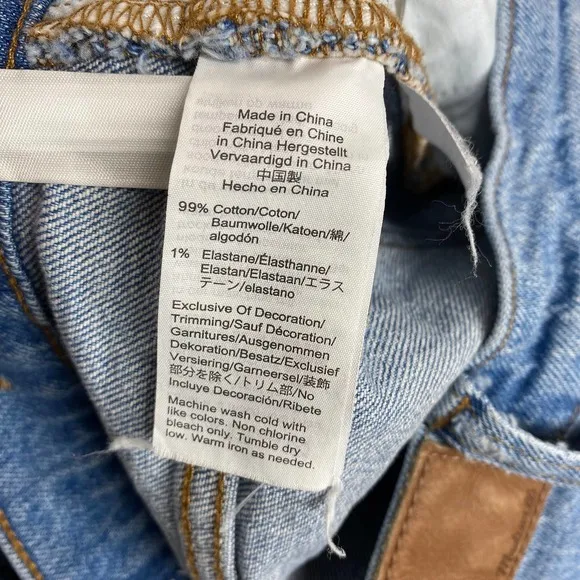 Made in China
Fabriqué en Chine
in China Hergestellt
Vervaardigd in China
中国製
Hecho en China
99% Cotton/Coton/
Baumwolle/Katoen/綿/
algodón
1% Elastane/Élasthanne/
Elastan/Elastaan/エラス
テーン/elastano
Exclusive Of Decoration/
Trimming/Sauf Décoration/
Garnitures/Ausgenommen
Dekoration/Besatz/Exclusief
Versiering/Garneersel/装飾
部分を除く/トリム部/No
Incluye Decoración/Ribete
Machine wash cold with
like colors. Non chlorine
bleach only. Tumble dry
low. Warm iron as needed.